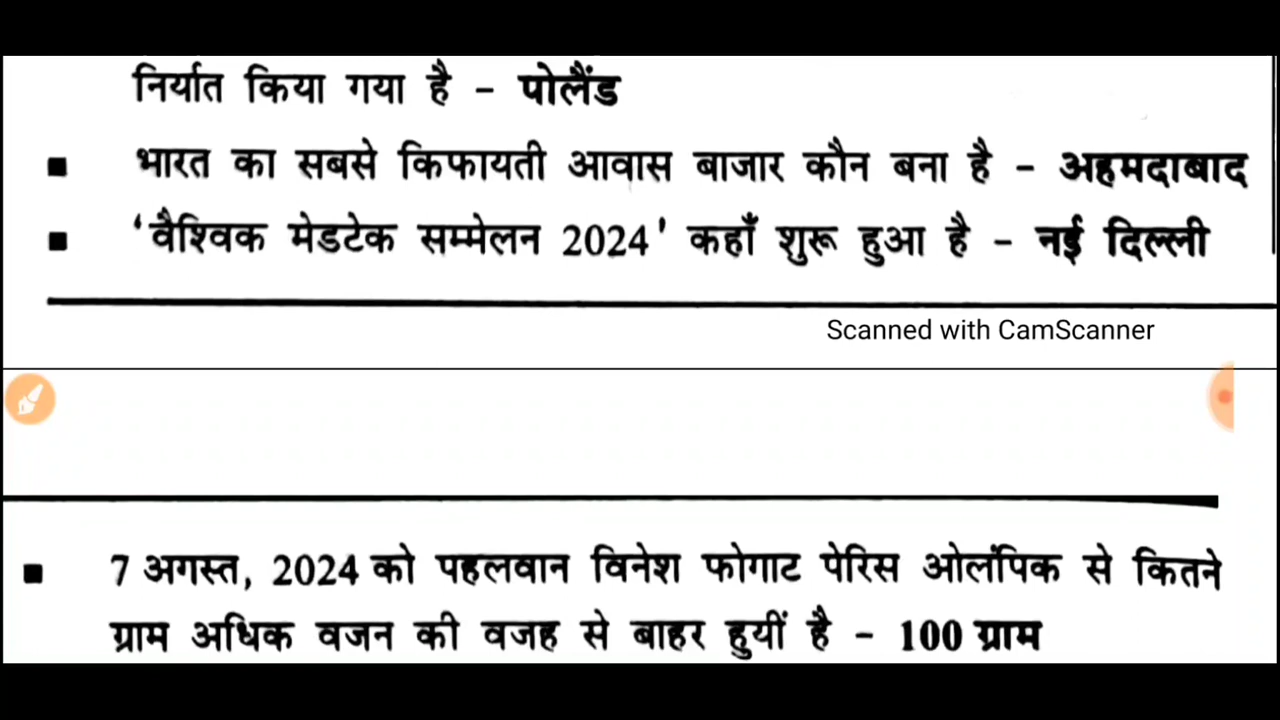 निर्यात किया गया है - पोलैंड
▪ भारत का सबसे किफायती आवास बाजार कौन बना है - अहमदाबाद
▪ 'वैश्विक मेडटेक सम्मेलन 2024' कहाँ शुरू हुआ है - नई दिल्ली
Scanned with CamScanner
▪ 7 अगस्त, 2024 को पहलवान विनेश फोगाट पेरिस ओलंपिक से कितने
ग्राम अधिक वजन की वजह से बाहर हुयीं है - 100 ग्राम